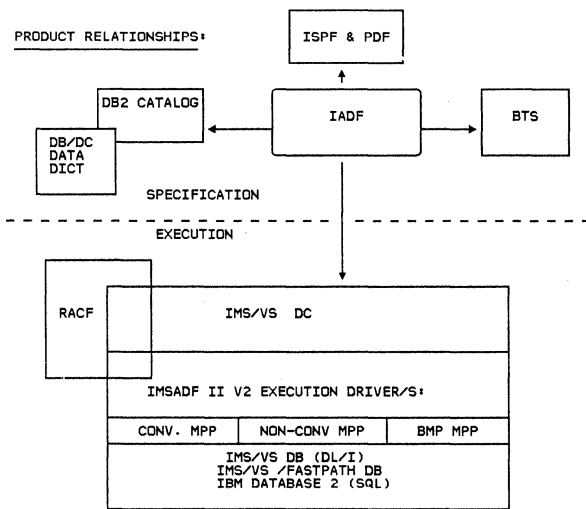 PRODUCT RELATIONSHIPS:
ISPF & PDF
DB2 CATALOG
IADF
BTS
DB/DC
DATA
DICT
SPECIFICATION
EXECUTION
RACF
IMS/VS DC
IMSADF II V2 EXECUTION DRIVER/S:
CONV. MPP
NON-CONV MPP
BMP MPP
IMS/VS DB (DL/I)
IMS/VS /FASTPATH DB
IBM DATABASE 2 (SQL)